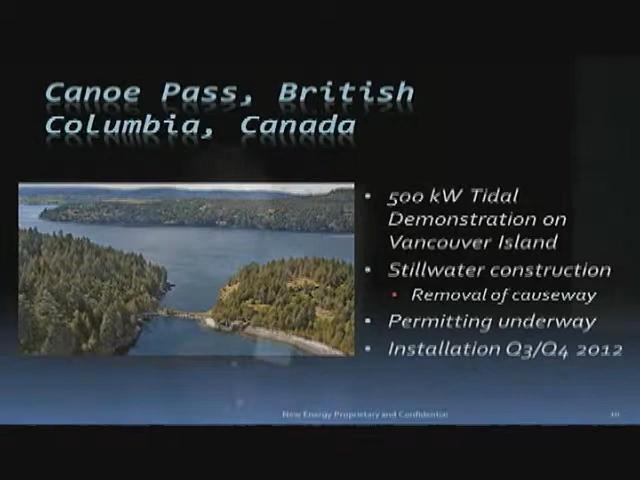 Canoe Pass, British
Columbia, Canada
• 500 kW Tidal
Demonstration on
Vancouver Island
• Stillwater construction
• Removal of causeway
• Permitting underway
• Installation Q3/Q4 2012
New Energy Proprietary and Confidential